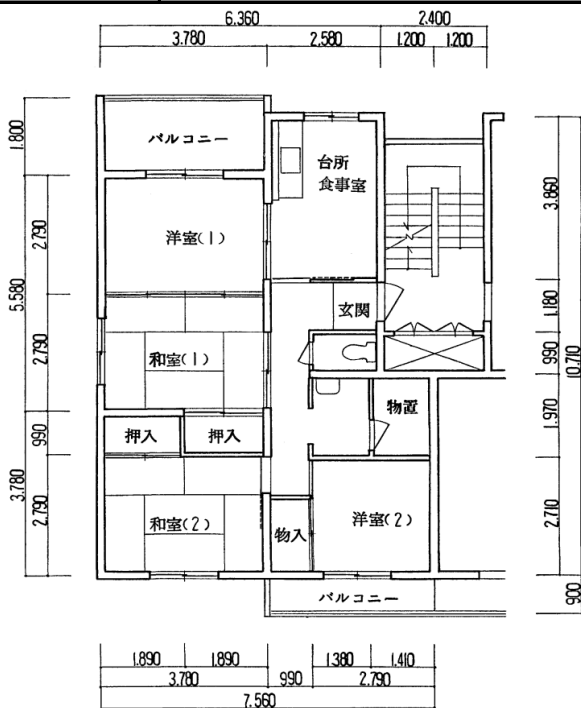 6.360
2.400
3.780
2.580
1.200
1.200
1.800
5.580
2.790
2.790
3.780
990
2.790
バルコニー
台所
食事室
洋室(1)
玄関
和室(1)
物置
押入
押入
和室(2)
物入
洋室(2)
バルコニー
3.860
1.180
990
10.710
1.970
2.710
900
1.890
1.890
1.380
1.410
3.780
990
2.790
7.560